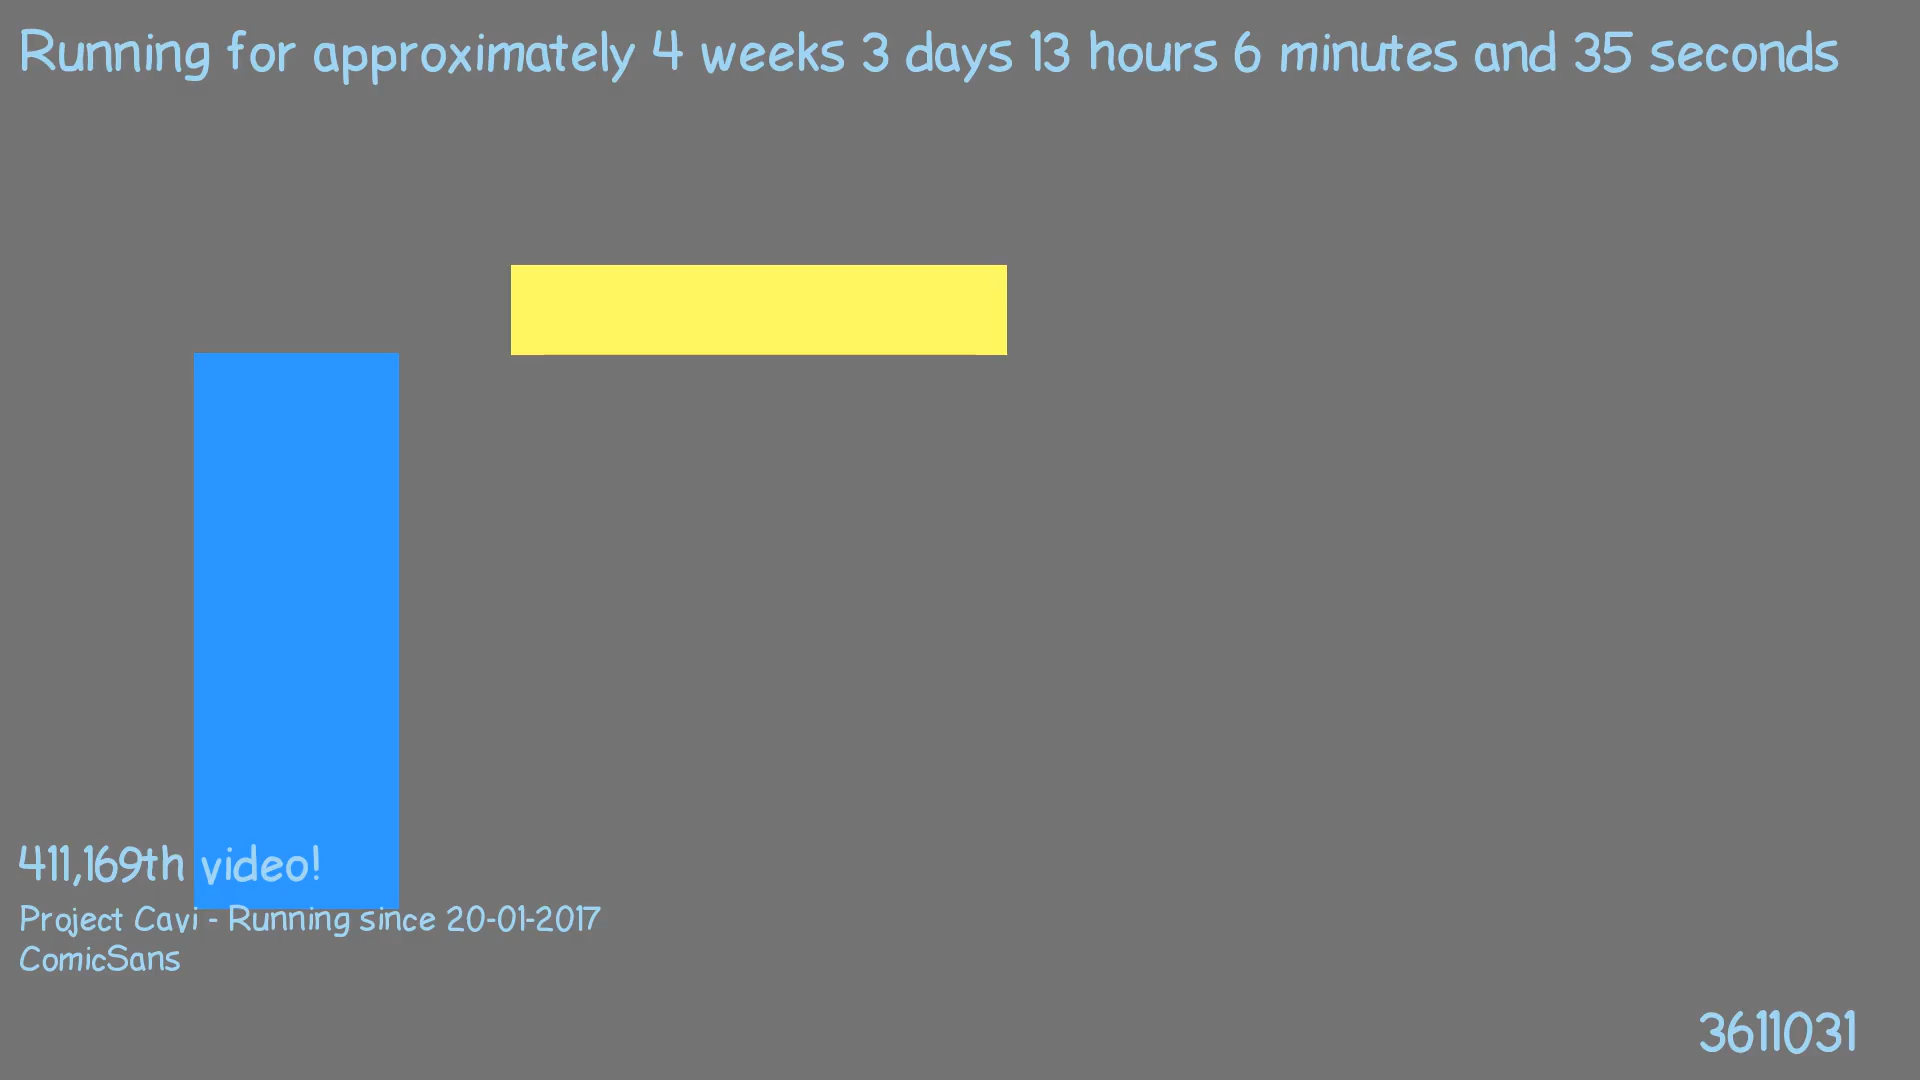 Running for approximately 4 weeks 3 days 13 hours 6 minutes and 35 seconds
411,169th video!
Project Cavi - Running since 20-01-2017
ComicSans
3611031